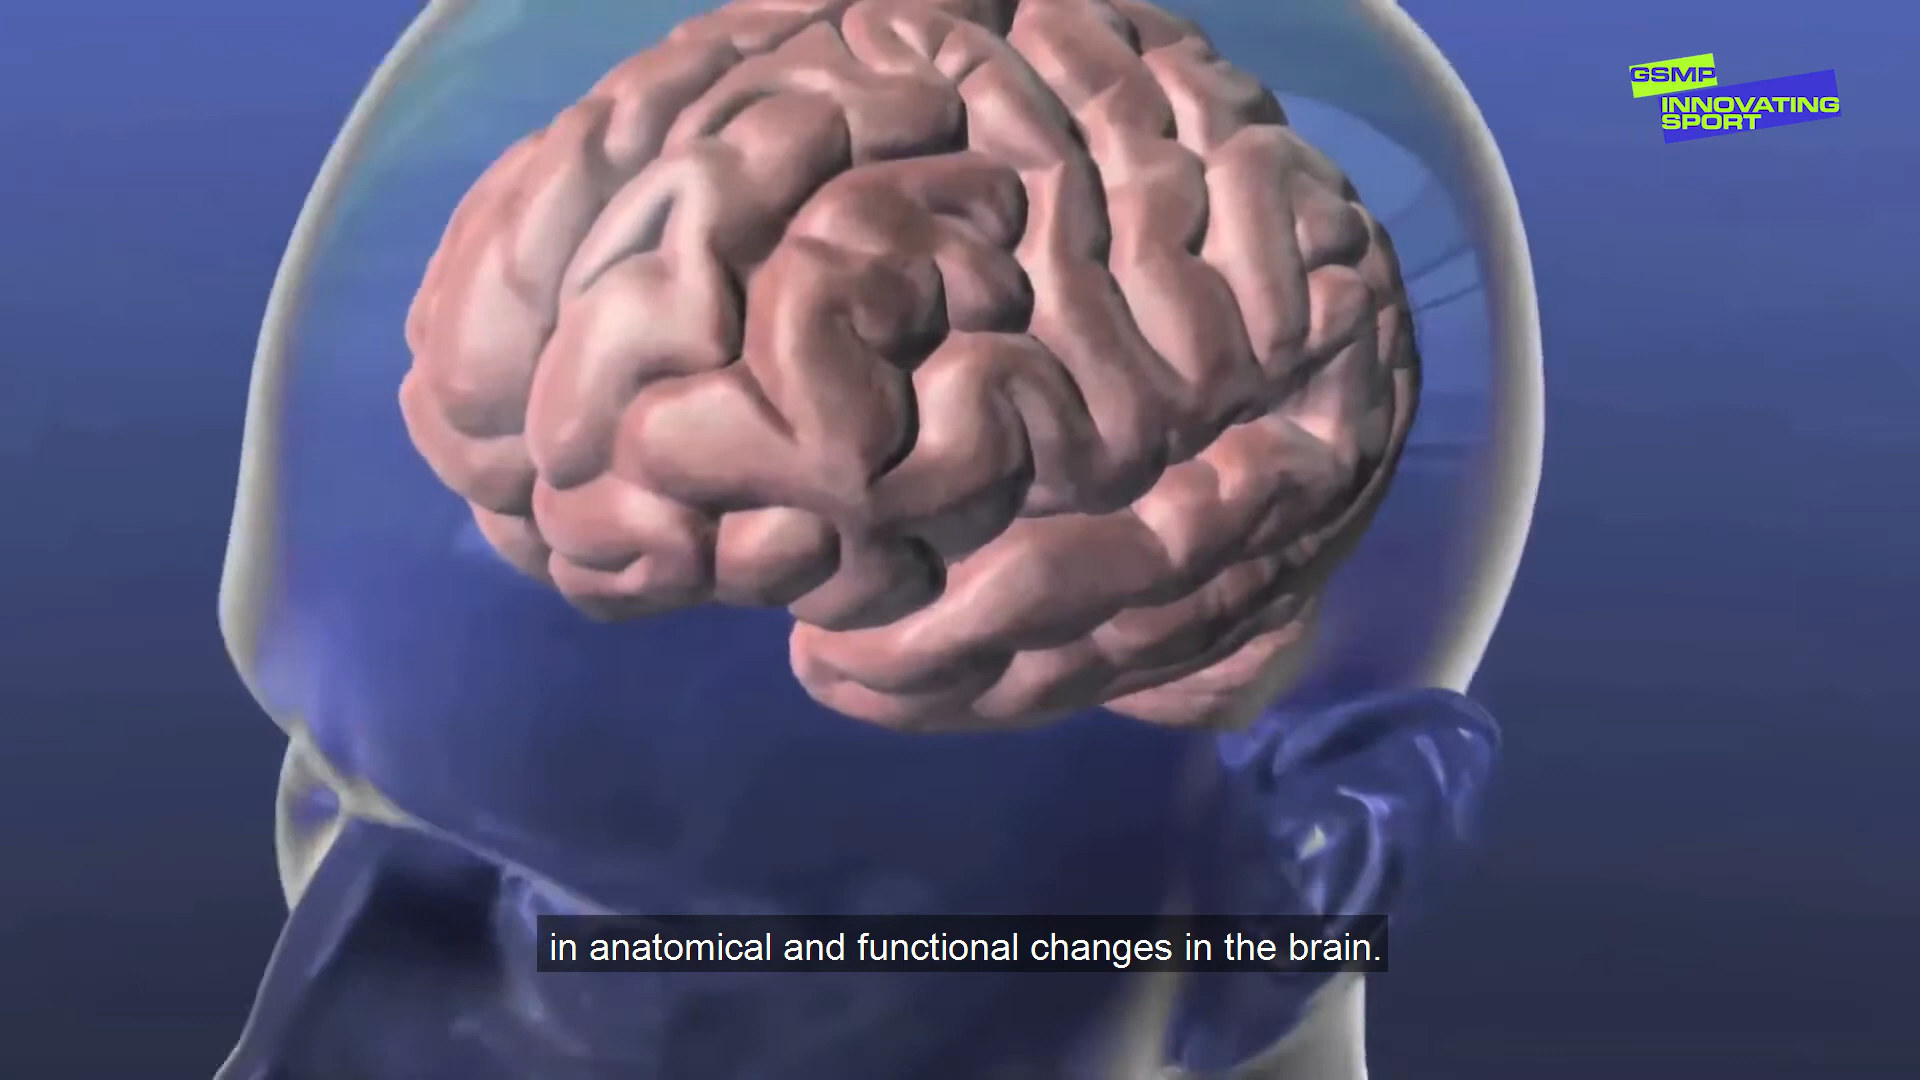 GSMP
INNOVATING
SPORT
in anatomical and functional changes in the brain.